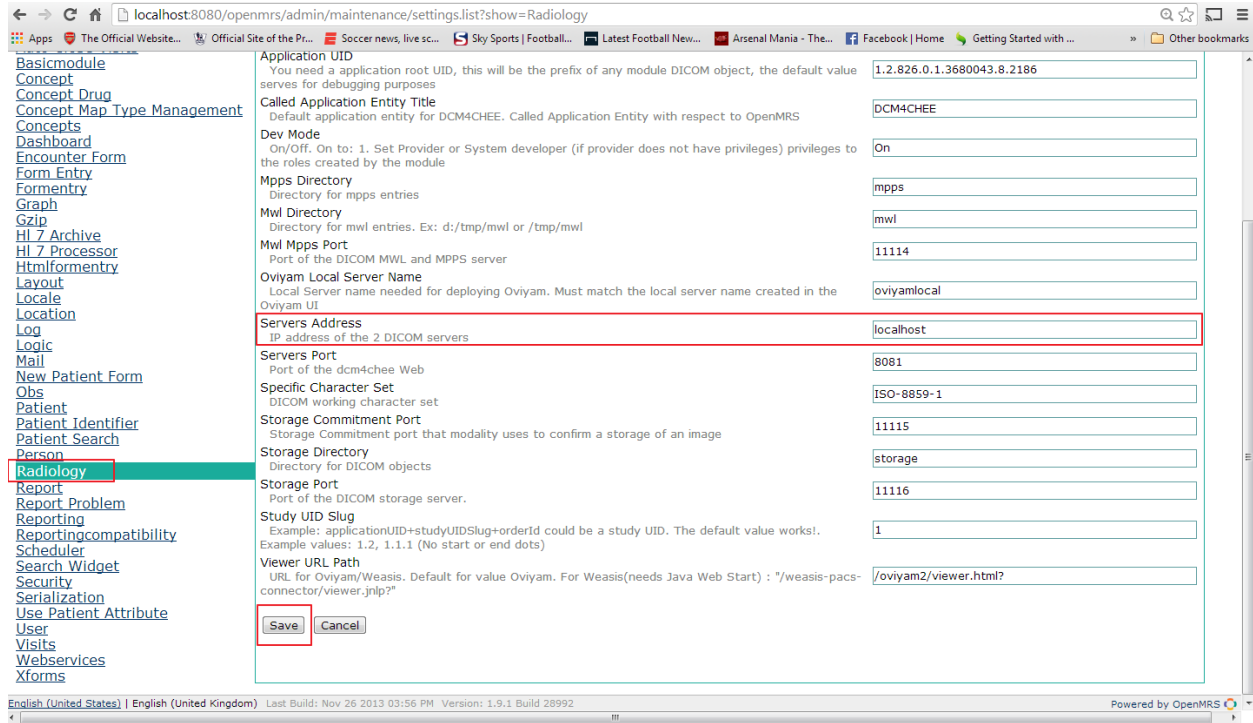 localhost:8080/openmrs/admin/maintenance/settings.list?show=Radiology
Apps The Official Website... Official Site of the Pr... Soccer news, live sc... Sky Sports | Football... Latest Football New... Arsenal Mania - The... Facebook | Home Getting Started with ... » Other bookmarks
Basicmodule
Concept
Concept Drug
Concept Map Type Management
Concepts
Dashboard
Encounter Form
Form Entry
Formentry
Graph
Gzip
Hl 7 Archive
Hl 7 Processor
Htmlformentry
Layout
Locale
Location
Log
Logic
Mail
New Patient Form
Obs
Patient
Patient Identifier
Patient Search
Person
Radiology
Report
Report Problem
Reporting
Reportingcompatibility
Scheduler
Search Widget
Security
Serialization
Use Patient Attribute
User
Visits
Webservices
Xforms
Application UID
You need a application root UID, this will be the prefix of any module DICOM object, the default value
serves for debugging purposes
1.2.826.0.1.3680043.8.2186
Called Application Entity Title
Default application entity for DCM4CHEE. Called Application Entity with respect to OpenMRS
DCM4CHEE
Dev Mode
On/Off. On to: 1. Set Provider or System developer (if provider does not have privileges) privileges to
the roles created by the module
On
Mpps Directory
Directory for mpps entries
mpps
Mwl Directory
Directory for mwl entries. Ex: d:/tmp/mwl or /tmp/mwl
mwl
Mwl Mpps Port
Port of the DICOM MWL and MPPS server
11114
Oviyam Local Server Name
Local Server name needed for deploying Oviyam. Must match the local server name created in the
Oviyam UI
oviyamlocal
Servers Address
IP address of the 2 DICOM servers
localhost
Servers Port
Port of the dcm4chee Web
8081
Specific Character Set
DICOM working character set
ISO-8859-1
Storage Commitment Port
Storage Commitment port that modality uses to confirm a storage of an image
11115
Storage Directory
Directory for DICOM objects
storage
Storage Port
Port of the DICOM storage server.
11116
Study UID Slug
Example: applicationUID+studyUIDSlug+orderId could be a study UID. The default value works!.
Example values: 1.2, 1.1.1 (No start or end dots)
1
Viewer URL Path
URL for Oviyam/Weasis. Default for value Oviyam. For Weasis(needs Java Web Start) : "/weasis-pacs-
connector/viewer.jnlp?"
/oviyam2/viewer.html?
Save Cancel
English (United States) | English (United Kingdom) Last Build: Nov 26 2013 03:56 PM Version: 1.9.1 Build 28992 Powered by OpenMRS